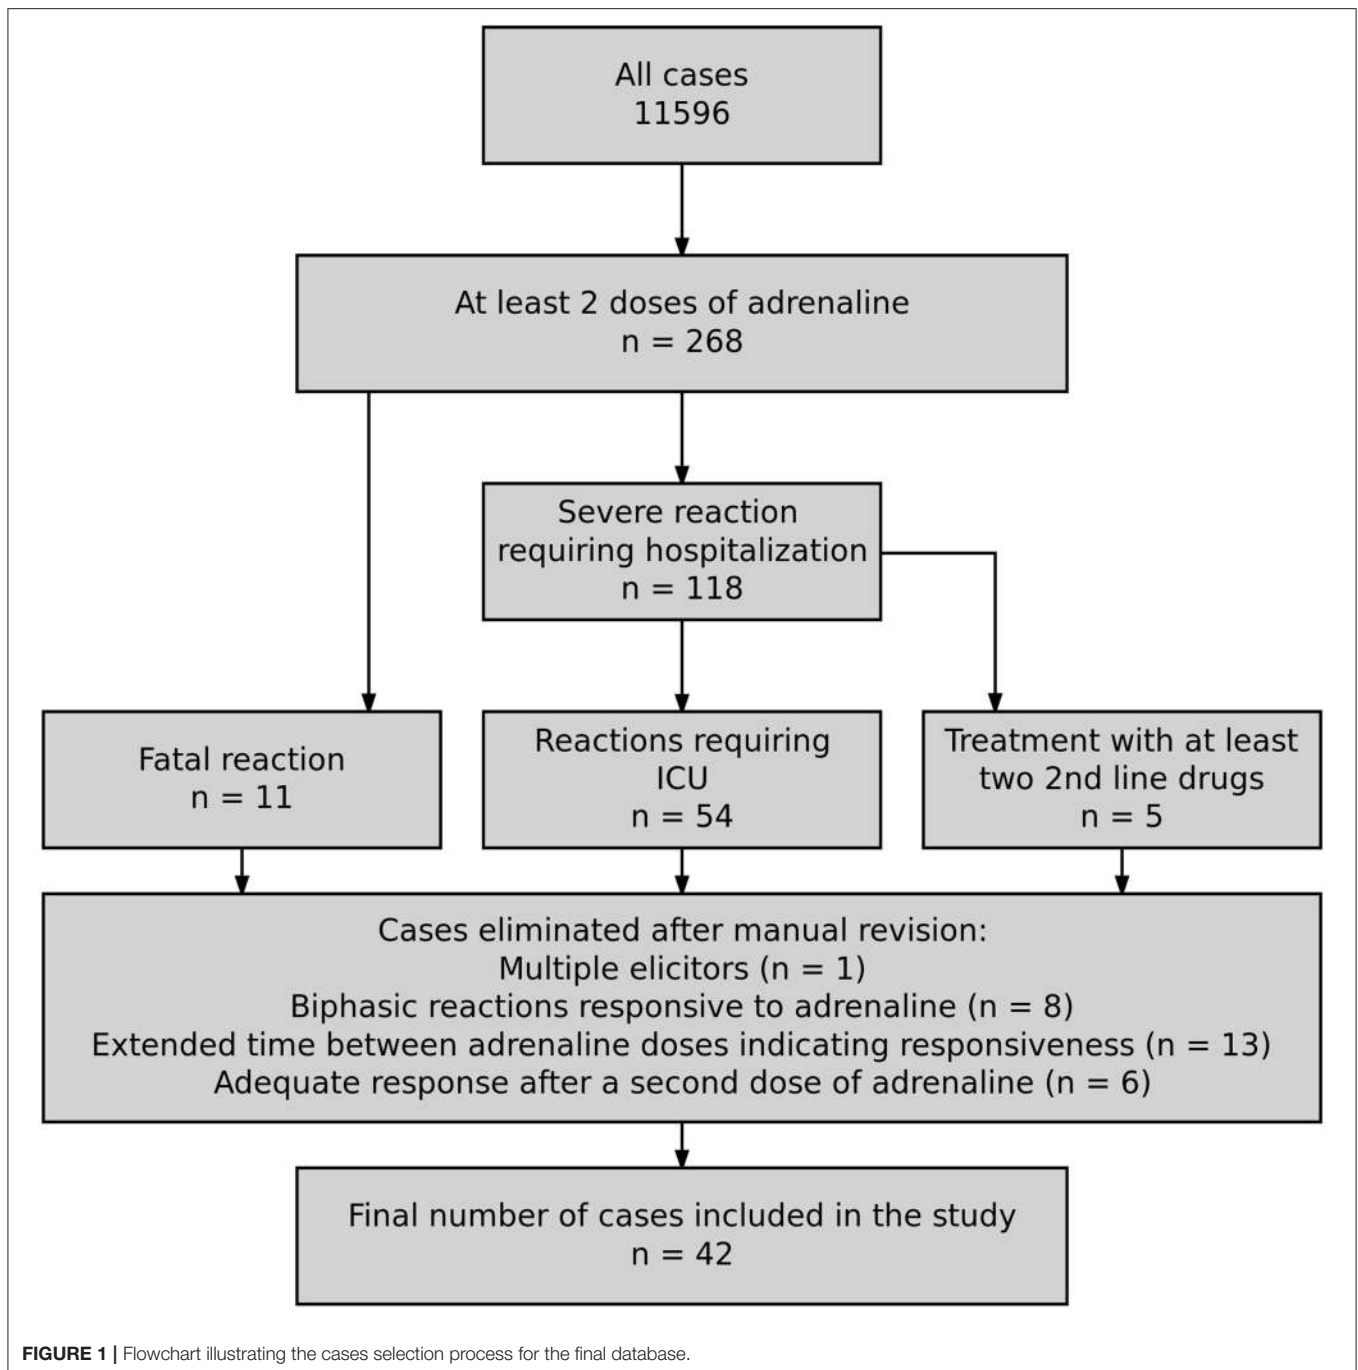 All cases
11596
At least 2 doses of adrenaline
n = 268
Severe reaction
requiring hospitalization
n = 118
Fatal reaction
n = 11
Reactions requiring
ICU
n = 54
Treatment with at least
two 2nd line drugs
n = 5
Cases eliminated after manual revision:
Multiple elicitors (n = 1)
Biphasic reactions responsive to adrenaline (n = 8)
Extended time between adrenaline doses indicating responsiveness (n = 13)
Adequate response after a second dose of adrenaline (n = 6)
Final number of cases included in the study
n = 42
FIGURE 1 | Flowchart illustrating the cases selection process for the final database.